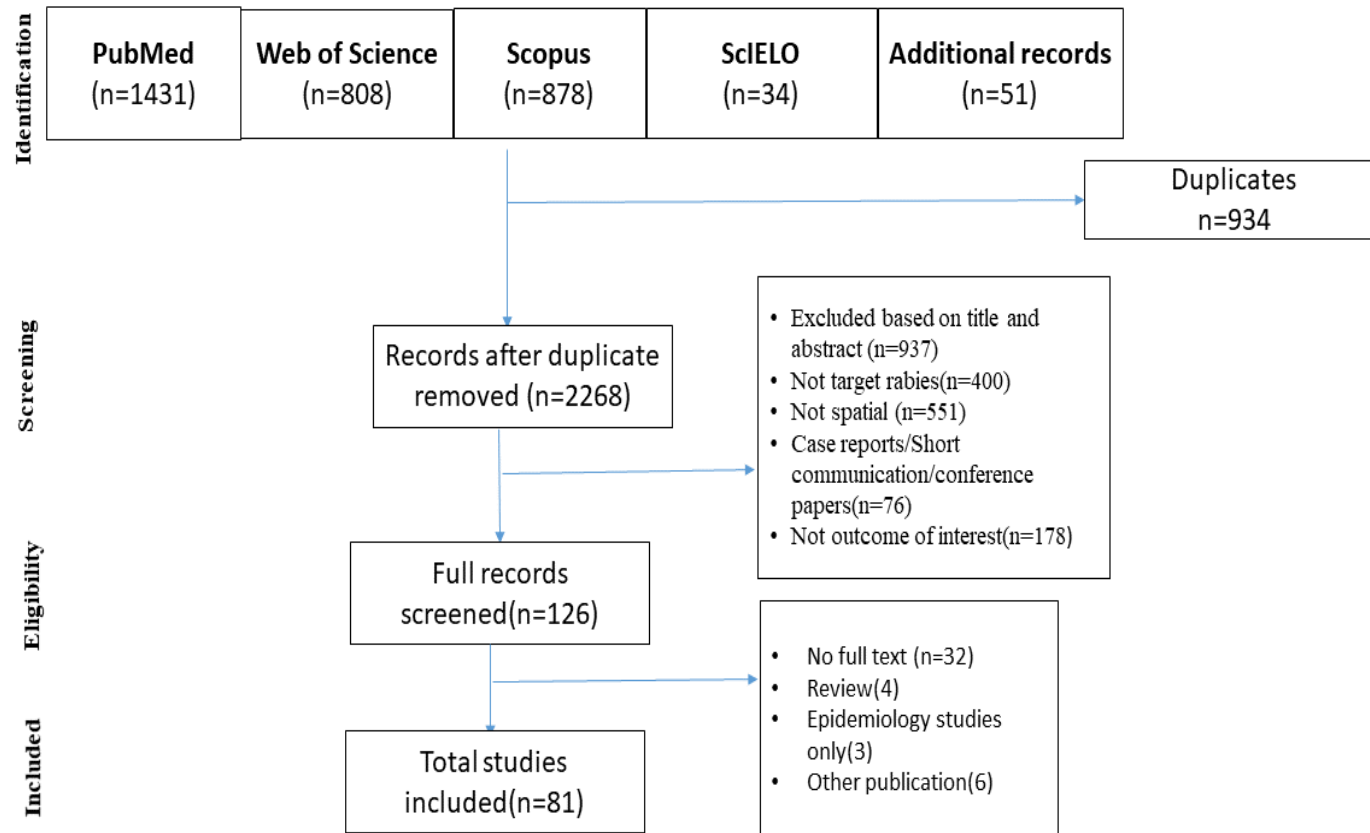 Identification
PubMed
(n=1431)
Web of Science
(n=808)
Scopus
(n=878)
ScIELO
(n=34)
Additional records
(n=51)
Duplicates
n=934
Screening
Records after duplicate
removed (n=2268)
• Excluded based on title and
abstract (n=937)
• Not target rabies(n=400)
• Not spatial (n=551)
• Case reports/Short
communication/conference
papers(n=76)
• Not outcome of interest(n=178)
Eligibility
Full records
screened(n=126)
• No full text (n=32)
• Review(4)
• Epidemiology studies
only(3)
• Other publication(6)
Included
Total studies
included(n=81)